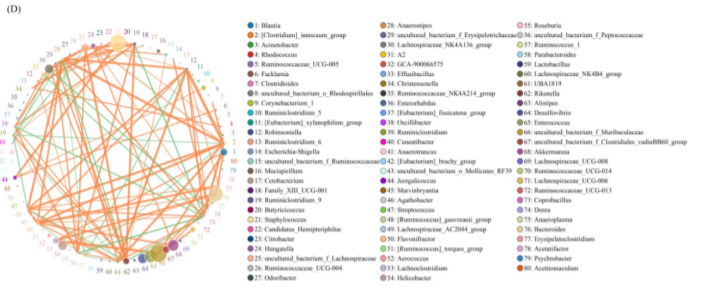 (D)
1: Blautia
2: [Clostridium]_innocuum_group
3: Acinetobacter
4: Rhodococcus
5: Ruminococcaceae_UCG-005
6: Facklamia
7: Clostridioides
8: uncultured_bacterium_o_Rhodospirillales
9: Corynebacterium_1
10: Ruminiclostridium_5
11: [Eubacterium]_xylanophilum_group
12: Robinsoniella
13: Ruminiclostridium_6
14: Escherichia-Shigella
15: uncultured_bacterium_f_Ruminococcaceae
16: Mucispirillum
17: Cetobacterium
18: Family_XIII_UCG-001
19: Ruminiclostridium_9
20: Butyricicoccus
21: Staphylococcus
22: Candidatus_Hemipteriphilus
23: Citrobacter
24: Hungatella
25: uncultured_bacterium_f_Lachnospiraceae
26: Ruminococcaceae_UCG-004
27: Odoribacter
28: Anaerostipes
29: uncultured_bacterium_f_Erysipelotrichaceae
30: Lachnospiraceae_NK4A136_group
31: A2
32: GCA-900066575
33: Effusibacillus
34: Christensenella
35: Ruminococcaceae_NK4A214_group
36: Enterorhabdus
37: [Eubacterium]_fissicatena_group
38: Oscillibacter
39: Ruminiclostridium
40: Cuneatibacter
41: Anaerotruncus
42: [Eubacterium]_brachy_group
43: uncultured_bacterium_o_Mollicutes_RF39
44: Jeotgalicoccus
45: Marvinbryantia
46: Agathobacter
47: Streptococcus
48: [Ruminococcus]_gauvreauii_group
49: Lachnospiraceae_AC2044_group
50: Flavonifractor
51: [Ruminococcus]_torques_group
52: Aerococcus
53: Lachnoclostridium
54: Helicobacter
55: Roseburia
56: uncultured_bacterium_f_Peptococcaceae
57: Ruminococcus_1
58: Parabacteroides
59: Lactobacillus
60: Lachnospiraceae_NK4B4_group
61: UBA1819
62: Rikenella
63: Alistipes
64: Desulfovibrio
65: Enterococcus
66: uncultured_bacterium_f_Muribaculaceae
67: uncultured_bacterium_f_Clostridiales_vadinBB60_group
68: Akkermansia
69: Lachnospiraceae_UCG-008
70: Ruminococcaceae_UCG-014
71: Lachnospiraceae_UCG-006
72: Ruminococcaceae_UCG-013
73: Coprobacillus
74: Dorea
75: Anaeroplasma
76: Bacteroides
77: Erysipelatoclostridium
78: Acetatifactor
79: Psychrobacter
80: Acetitomaculum